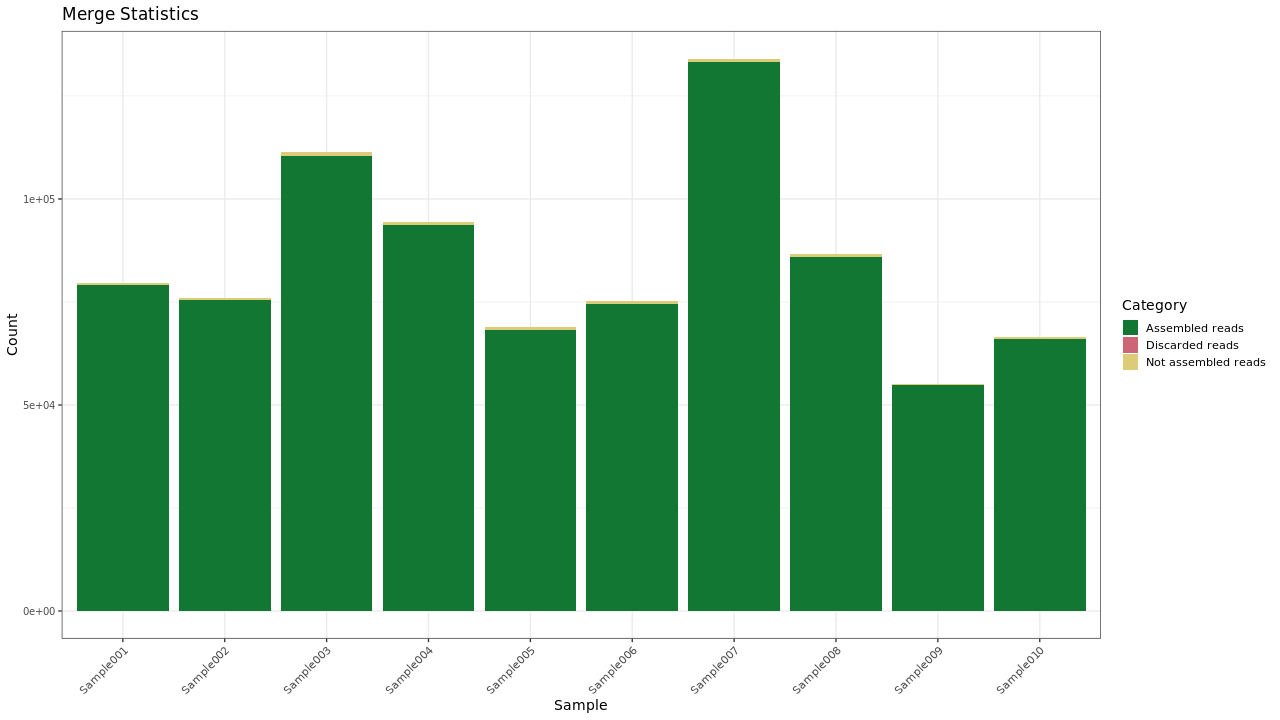 Merge Statistics
Count
1e+05
5e+04
0e+00
Sample001
Sample002
Sample003
Sample004
Sample005
Sample006
Sample007
Sample008
Sample009
Sample010
Sample
Category
Assembled reads
Discarded reads
Not assembled reads